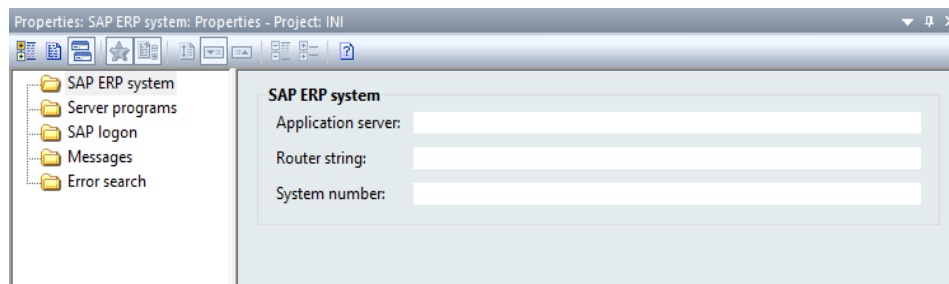 Properties: SAP ERP system: Properties - Project: INI
SAP ERP system
Server programs
SAP logon
Messages
Error search
SAP ERP system
Application server:
Router string:
System number: